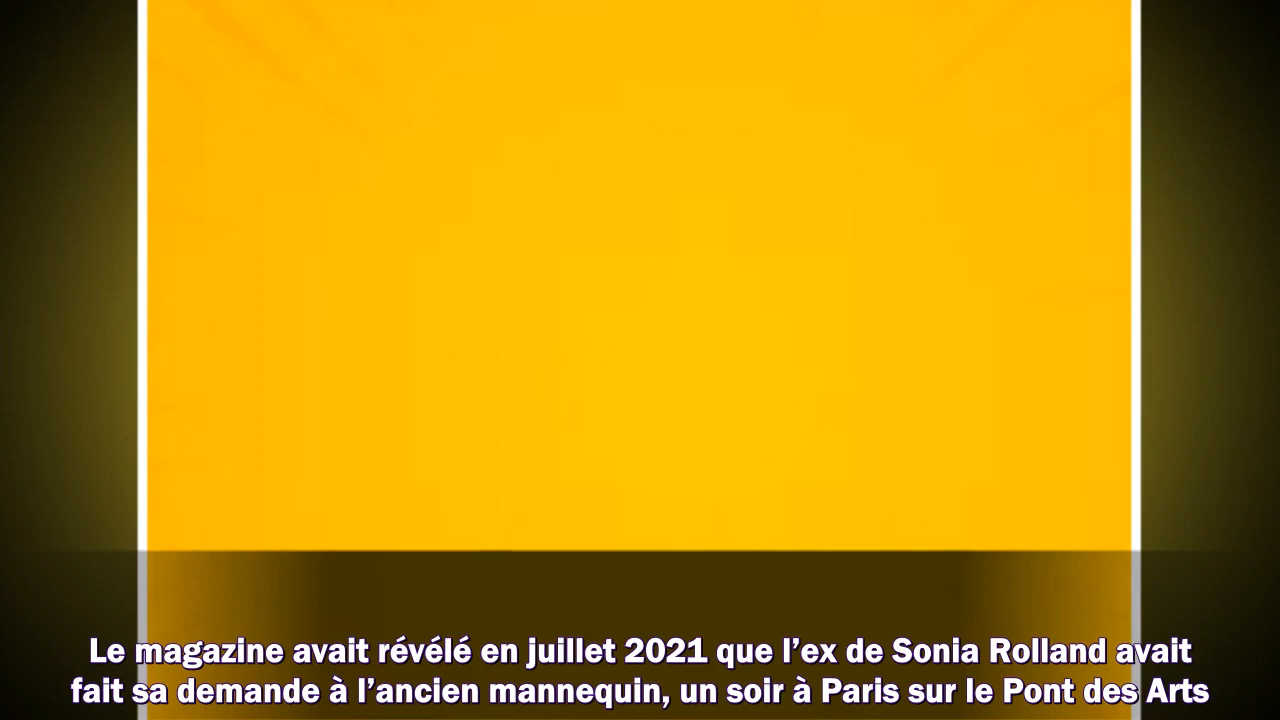 Le magazine avait révélé en juillet 2021 que l’ex de Sonia Rolland avait
fait sa demande à l’ancien mannequin, un soir à Paris sur le Pont des Arts